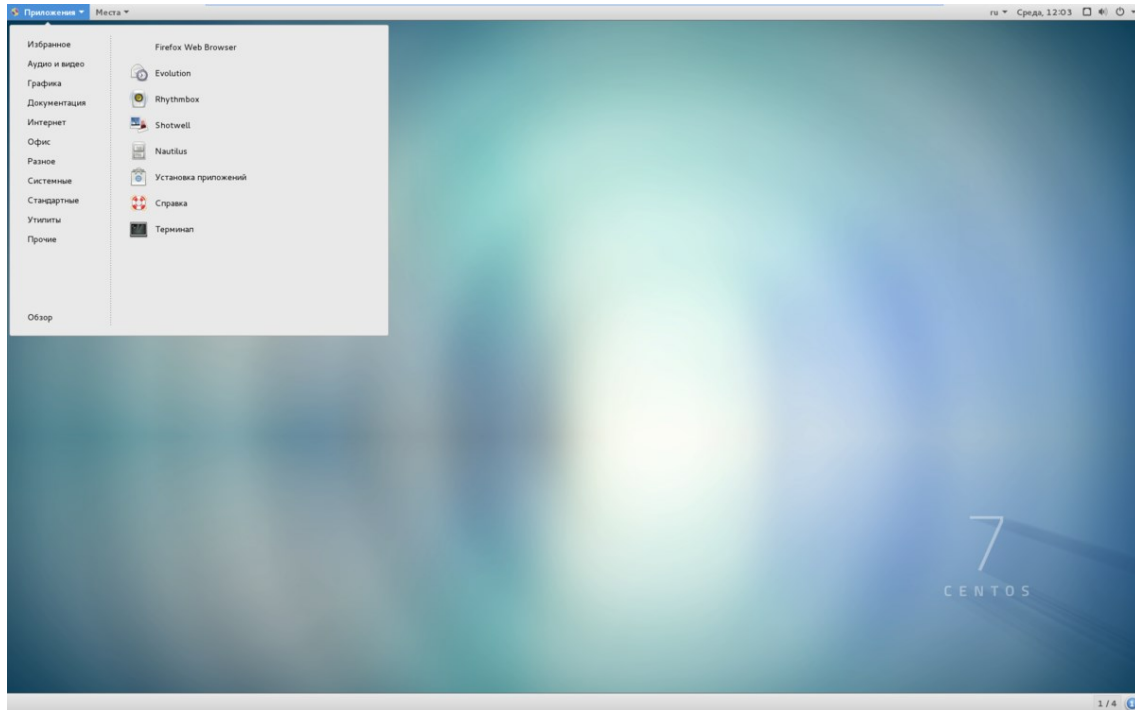 Приложения Места ru Среда, 12:03
Избранное
Аудио и видео
Графика
Документация
Интернет
Офис
Разное
Системные
Стандартные
Утилиты
Прочие
Обзор
Firefox Web Browser
Evolution
Rhythmbox
Shotwell
Nautilus
Установка приложений
Справка
Терминал
7
CENTOS
1 / 4